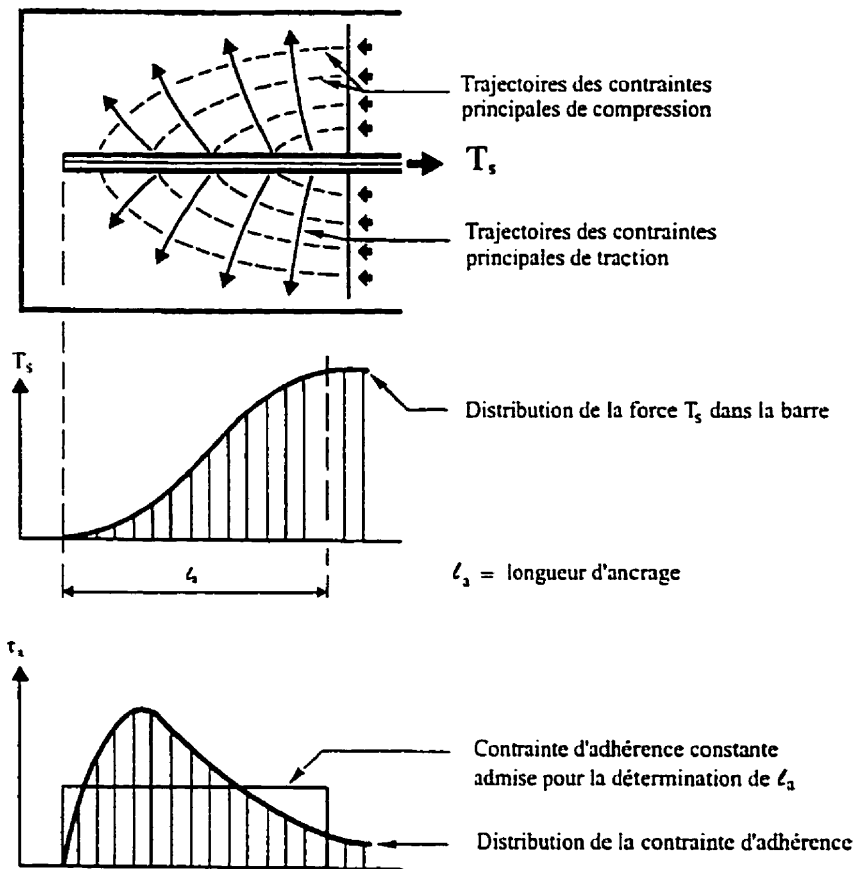 Trajectoires des contraintes
principales de compression
Tₛ
Trajectoires des contraintes
principales de traction
Tₛ
Distribution de la force Tₛ dans la barre
ℓₐ
ℓₐ = longueur d'ancrage
τₐ
Contrainte d'adhérence constante
admise pour la détermination de ℓₐ
Distribution de la contrainte d'adhérence